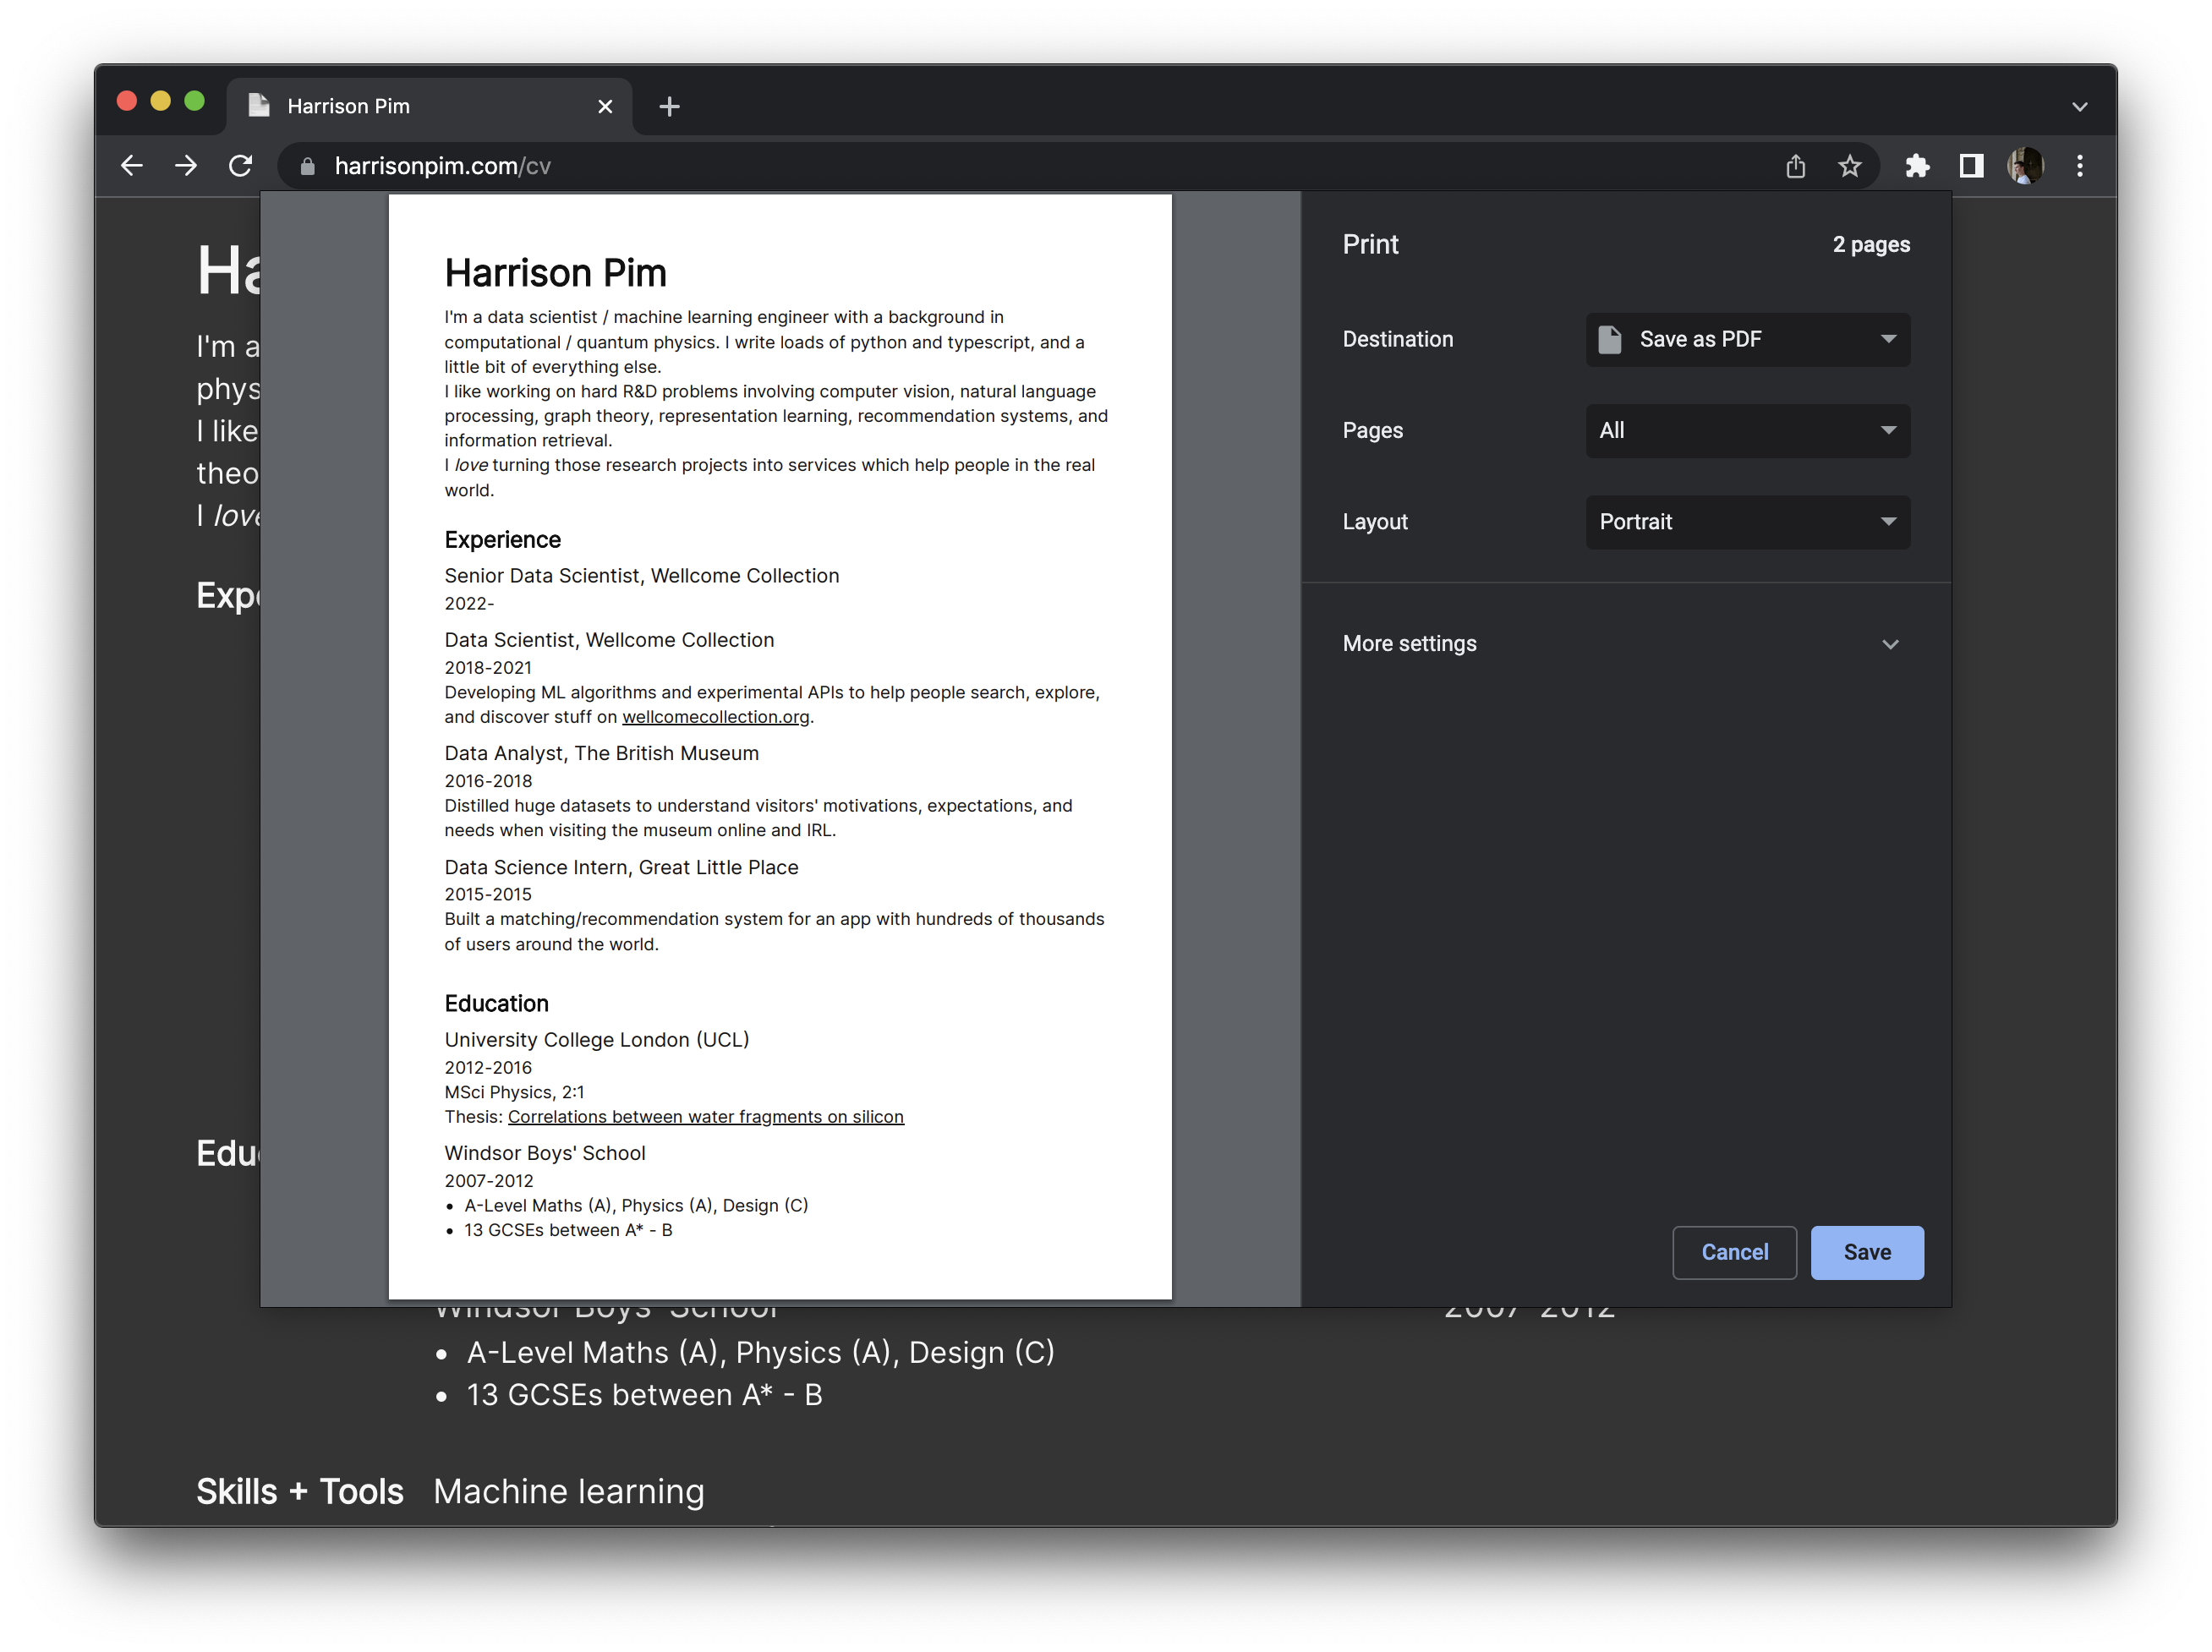 Harrison Pim
harrisonpim.com/cv
Ha
I'm a
phys
I like
theo
I love
Expe
Educ
Harrison Pim
I'm a data scientist / machine learning engineer with a background in
computational / quantum physics. I write loads of python and typescript, and a
little bit of everything else.
I like working on hard R&D problems involving computer vision, natural language
processing, graph theory, representation learning, recommendation systems, and
information retrieval.
I love turning those research projects into services which help people in the real
world.
Experience
Senior Data Scientist, Wellcome Collection
2022-
Data Scientist, Wellcome Collection
2018-2021
Developing ML algorithms and experimental APIs to help people search, explore,
and discover stuff on wellcomecollection.org.
Data Analyst, The British Museum
2016-2018
Distilled huge datasets to understand visitors' motivations, expectations, and
needs when visiting the museum online and IRL.
Data Science Intern, Great Little Place
2015-2015
Built a matching/recommendation system for an app with hundreds of thousands
of users around the world.
Education
University College London (UCL)
2012-2016
MSci Physics, 2:1
Thesis: Correlations between water fragments on silicon
Windsor Boys' School
2007-2012
• A-Level Maths (A), Physics (A), Design (C)
• 13 GCSEs between A* - B
Print 2 pages
Destination Save as PDF
Pages All
Layout Portrait
More settings
Cancel Save
Windsor Boys' School 2007-2012
• A-Level Maths (A), Physics (A), Design (C)
• 13 GCSEs between A* - B
Skills + Tools Machine learning